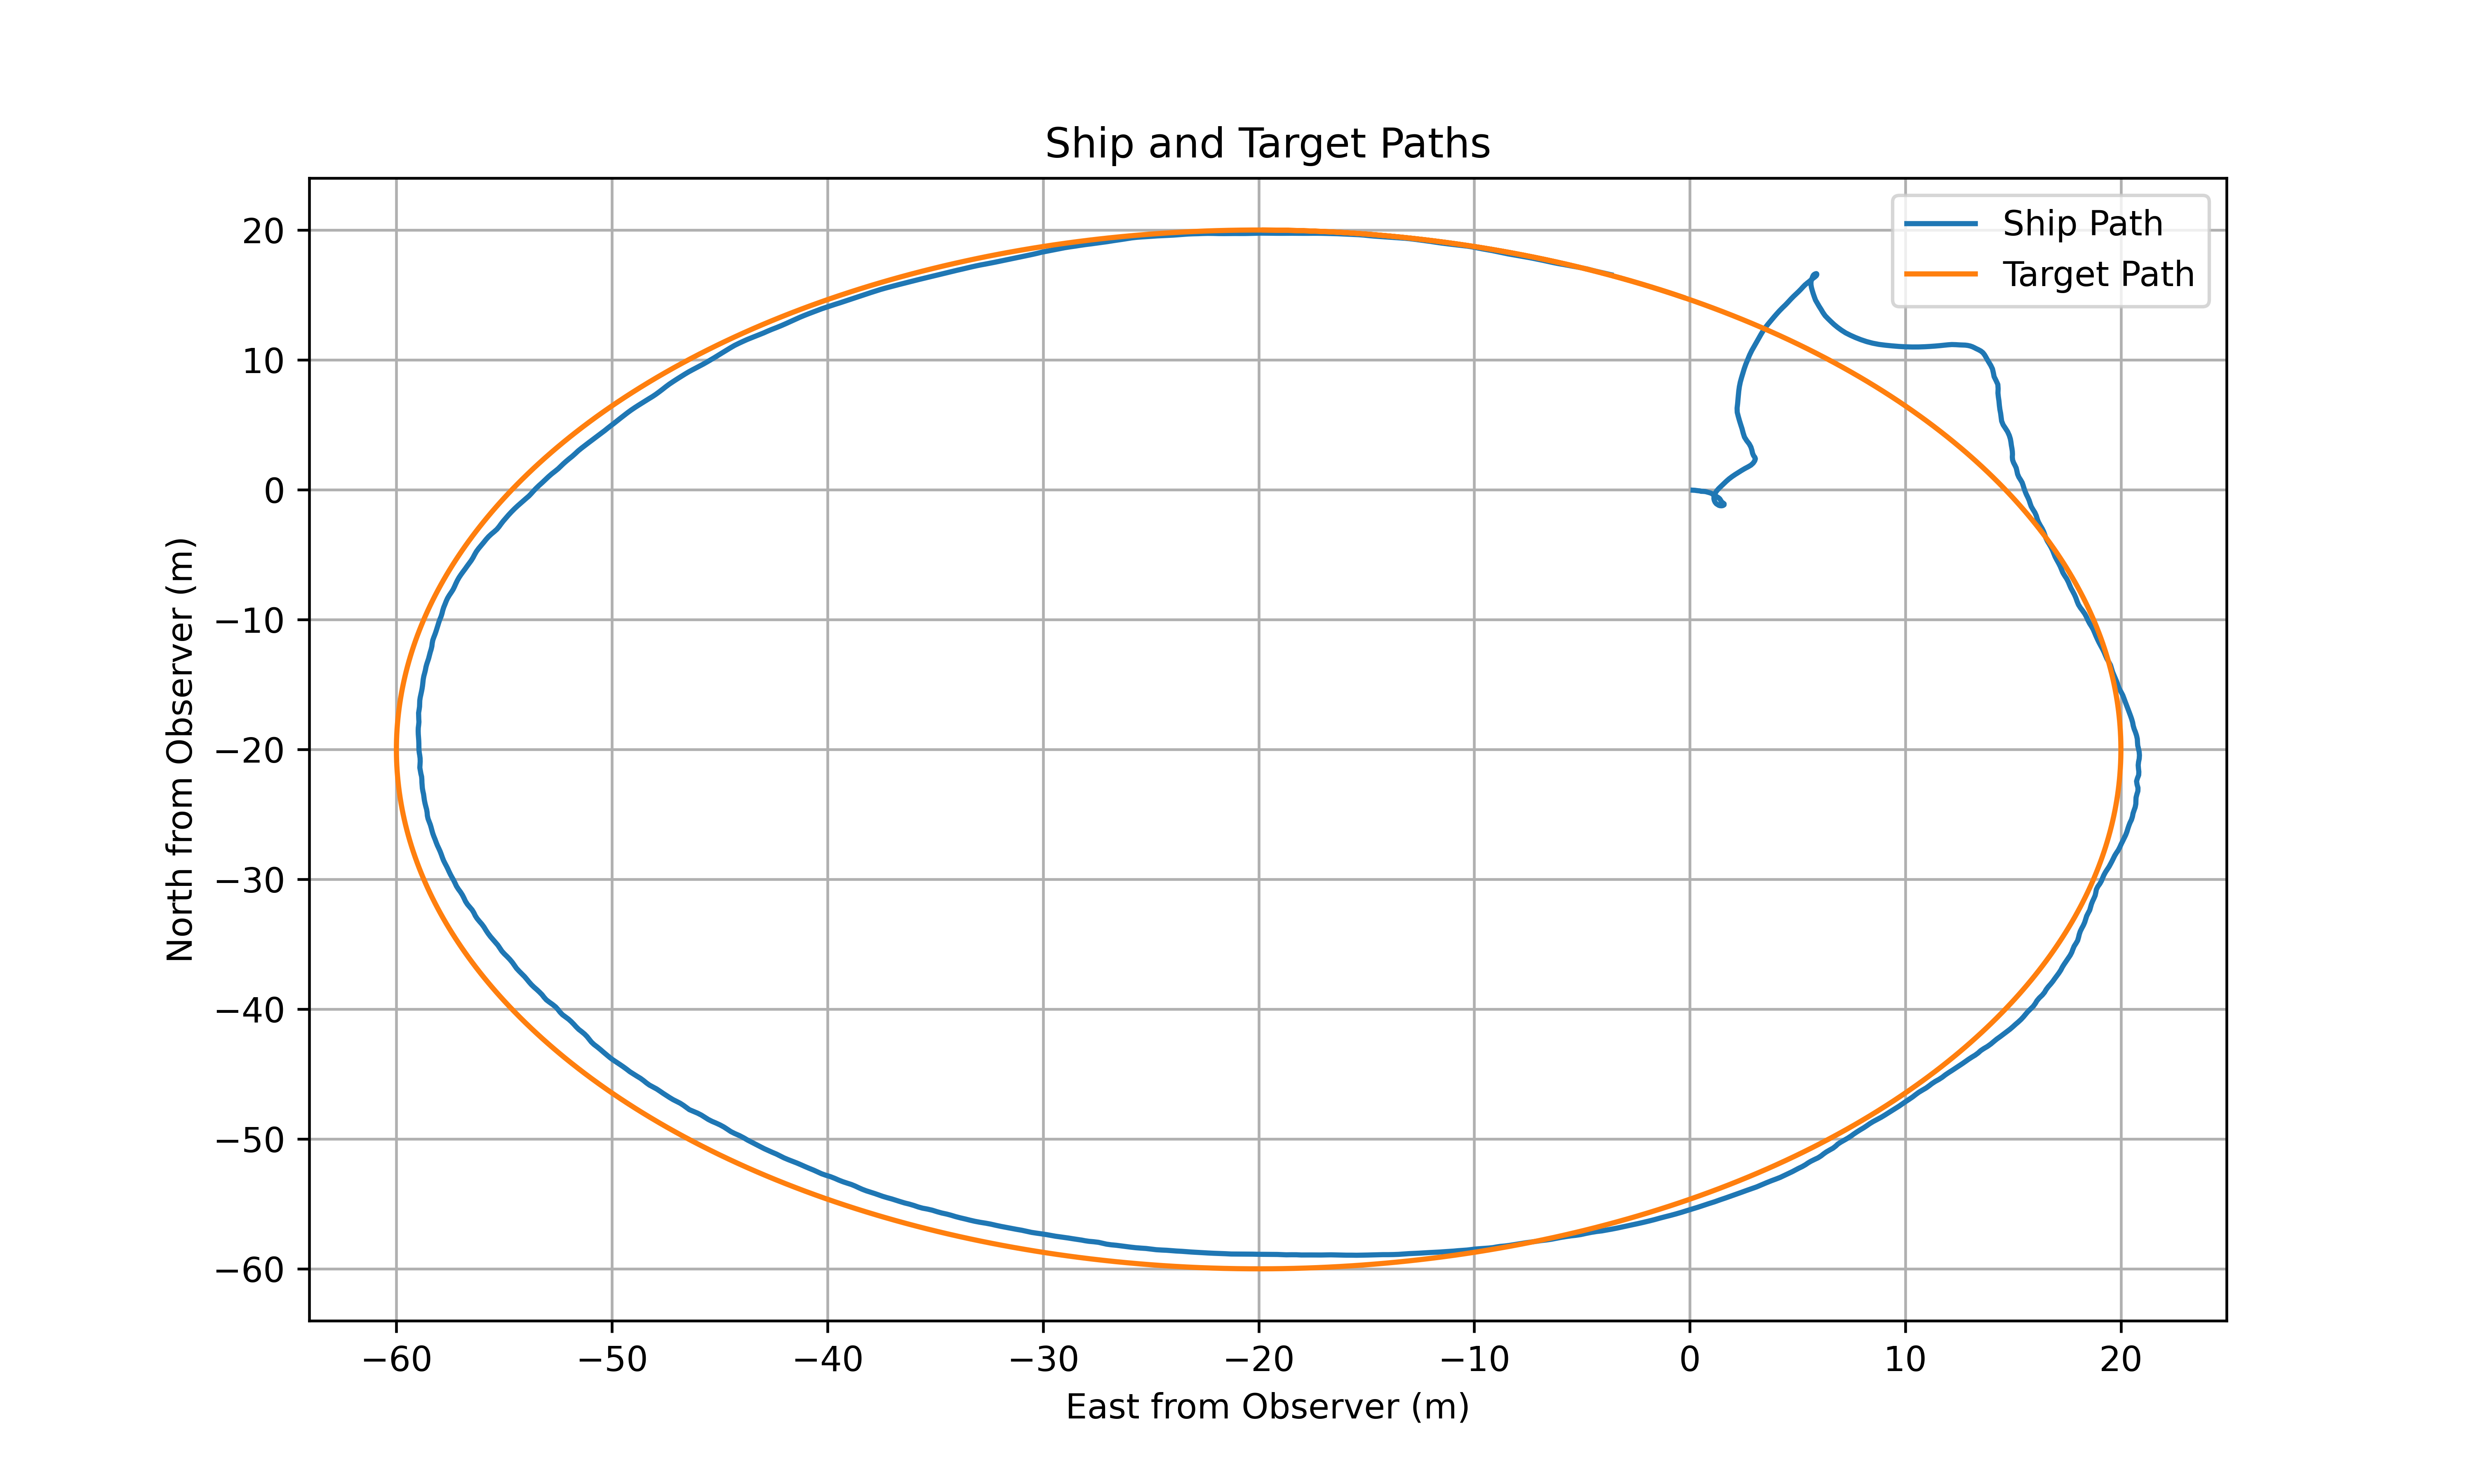 Ship and Target Paths
Ship Path
Target Path
20
10
0
−10
−20
−30
−40
−50
−60
North from Observer (m)
−60 −50 −40 −30 −20 −10 0 10 20
East from Observer (m)